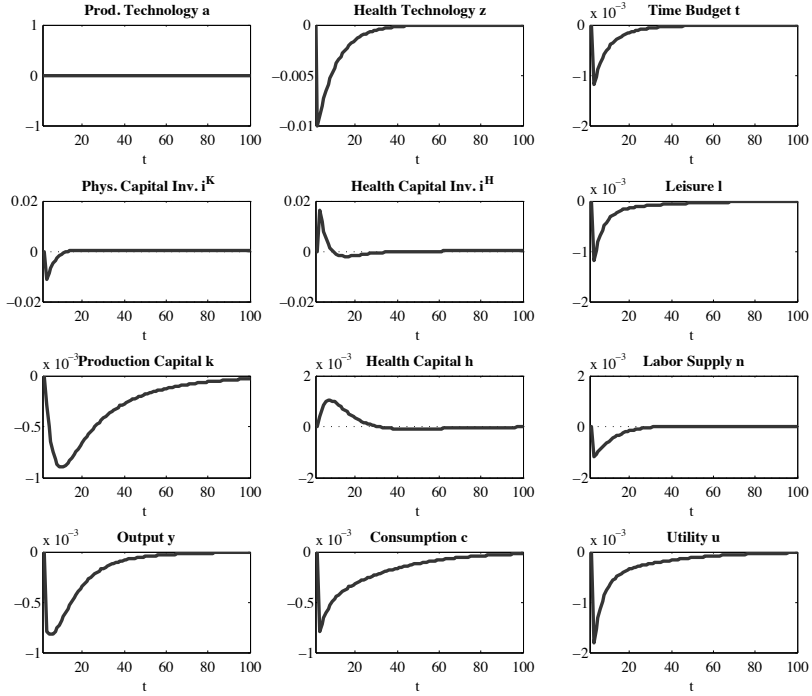 Prod. Technology a
1
0
−1
20 40 60 80 100
t
Health Technology z
0
−0.005
−0.01
20 40 60 80 100
t
x 10⁻³ Time Budget t
0
−1
−2
20 40 60 80 100
t
Phys. Capital Inv. iᴷ
0.02
0
−0.02
20 40 60 80 100
t
Health Capital Inv. iᴴ
0.02
0
−0.02
20 40 60 80 100
t
x 10⁻³ Leisure l
0
−1
−2
20 40 60 80 100
t
x 10⁻³ Production Capital k
0
−0.5
−1
20 40 60 80 100
t
x 10⁻³ Health Capital h
2
0
−2
20 40 60 80 100
t
x 10⁻³ Labor Supply n
2
0
−2
20 40 60 80 100
t
x 10⁻³ Output y
0
−0.5
−1
20 40 60 80 100
t
x 10⁻³ Consumption c
0
−0.5
−1
20 40 60 80 100
t
x 10⁻³ Utility u
0
−1
−2
20 40 60 80 100
t